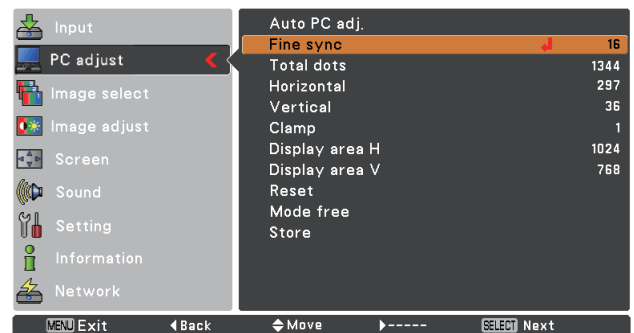 Input
PC adjust
Image select
Image adjust
Screen
Sound
Setting
Information
Network
Auto PC adj.
Fine sync 16
Total dots 1344
Horizontal 297
Vertical 36
Clamp 1
Display area H 1024
Display area V 768
Reset
Mode free
Store
MENU Exit Back Move ----- SELECT Next